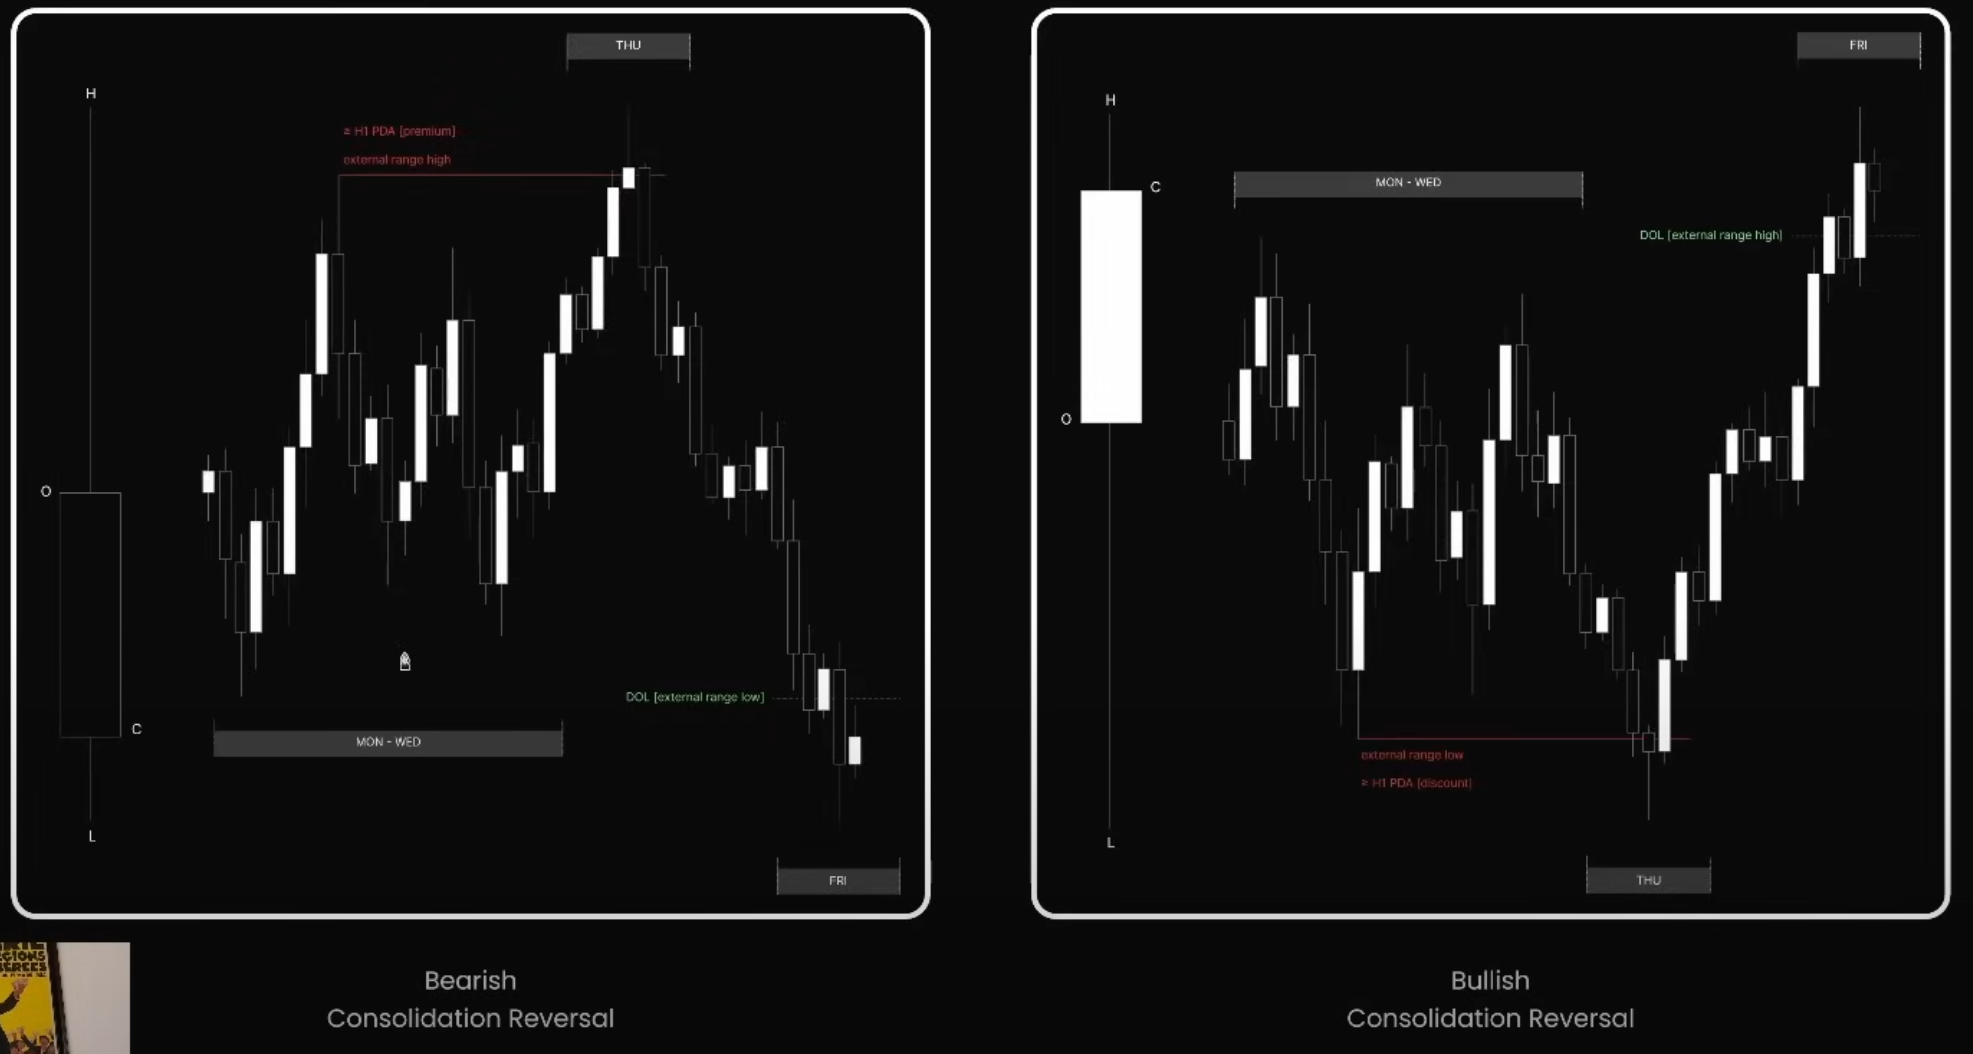 THU
H
≥ H1 PDA [premium]
external range high
O
DOL [external range low]
C
MON - WED
L
FRI
Bearish
Consolidation Reversal
FRI
H
MON - WED
C
DOL [external range high]
O
external range low
≥ H1 PDA [discount]
L
THU
Bullish
Consolidation Reversal